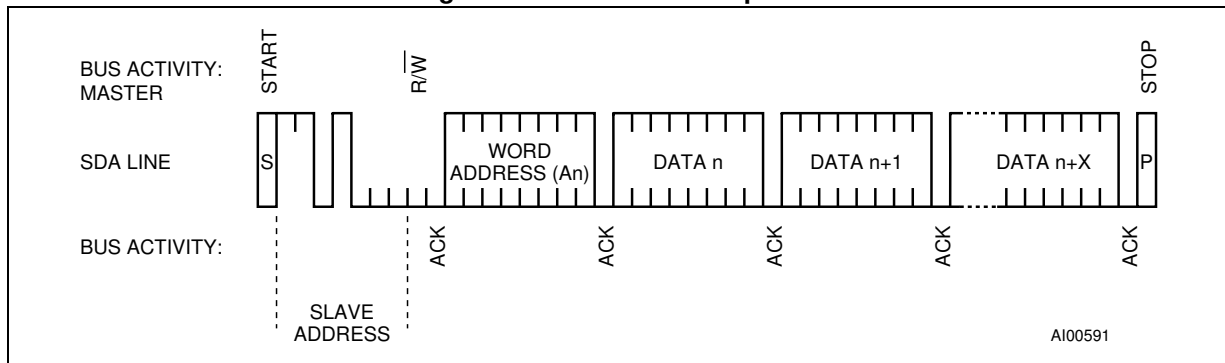 BUS ACTIVITY:
MASTER
START
R/W
STOP
SDA LINE
S
WORD
ADDRESS (An)
DATA n
DATA n+1
DATA n+X
P
BUS ACTIVITY:
ACK
ACK
ACK
ACK
ACK
SLAVE
ADDRESS
AI00591